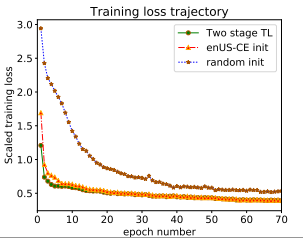 Training loss trajectory
Two stage TL
enUS-CE init
random init
Scaled training loss
3.0
2.5
2.0
1.5
1.0
0.5
0 10 20 30 40 50 60 70
epoch number